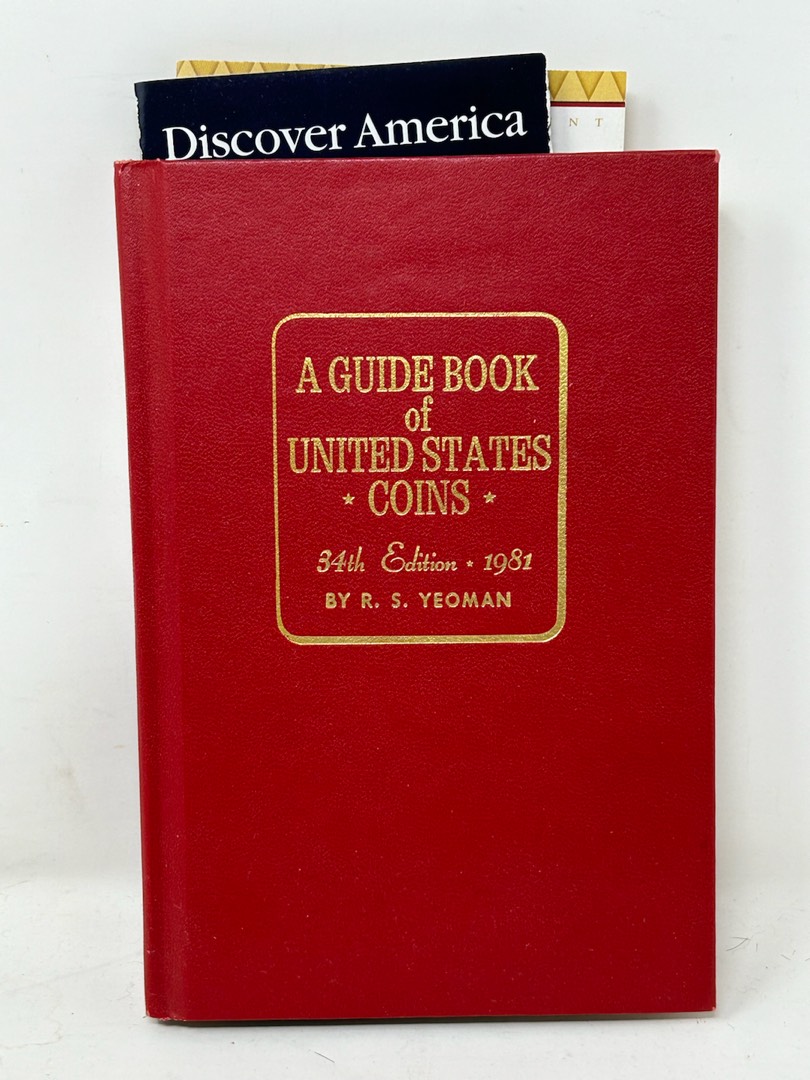 Discover America
N T
A GUIDE BOOK
of
UNITED STATES
★ COINS ★
34th Edition ★ 1981
BY R. S. YEOMAN